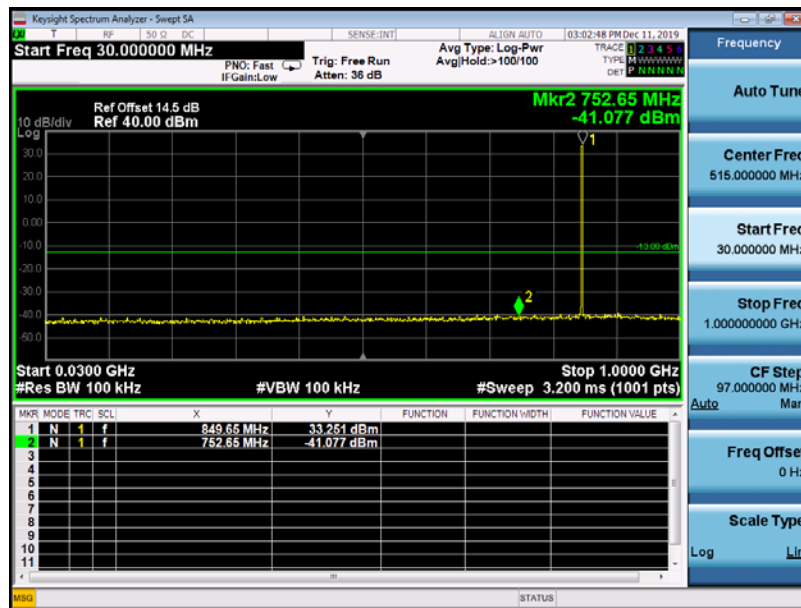 Keysight Spectrum Analyzer - Swept SA
T RF 50 Ω DC SENSE:INT ALIGN AUTO 03:02:48 PM Dec 11, 2019
Start Freq 30.000000 MHz
PNO: Fast
IFGain:Low
Trig: Free Run
Atten: 36 dB
Avg Type: Log-Pwr
Avg|Hold:>100/100
TRACE 1 2 3 4 5 6
TYPE M WWWWW
DET P N N N N N
Ref Offset 14.5 dB
10 dB/div Ref 40.00 dBm
Log
Mkr2 752.65 MHz
-41.077 dBm
30.0
20.0
10.0
0.00
-10.0
-20.0
-30.0
-40.0
-50.0
1
2
-13.00 dBm
Start 0.0300 GHz Stop 1.0000 GHz
#Res BW 100 kHz #VBW 100 kHz #Sweep 3.200 ms (1001 pts)
MKR MODE TRC SCL X Y FUNCTION FUNCTION WIDTH FUNCTION VALUE
1 N 1 f 849.65 MHz 33.251 dBm
2 N 1 f 752.65 MHz -41.077 dBm
3
4
5
6
7
8
9
10
11
MSG STATUS
Frequency
Auto Tune
Center Freq
515.000000 MHz
Start Freq
30.000000 MHz
Stop Freq
1.000000000 GHz
CF Step
97.000000 MHz
Auto Man
Freq Offset
0 Hz
Scale Type
Log Lin